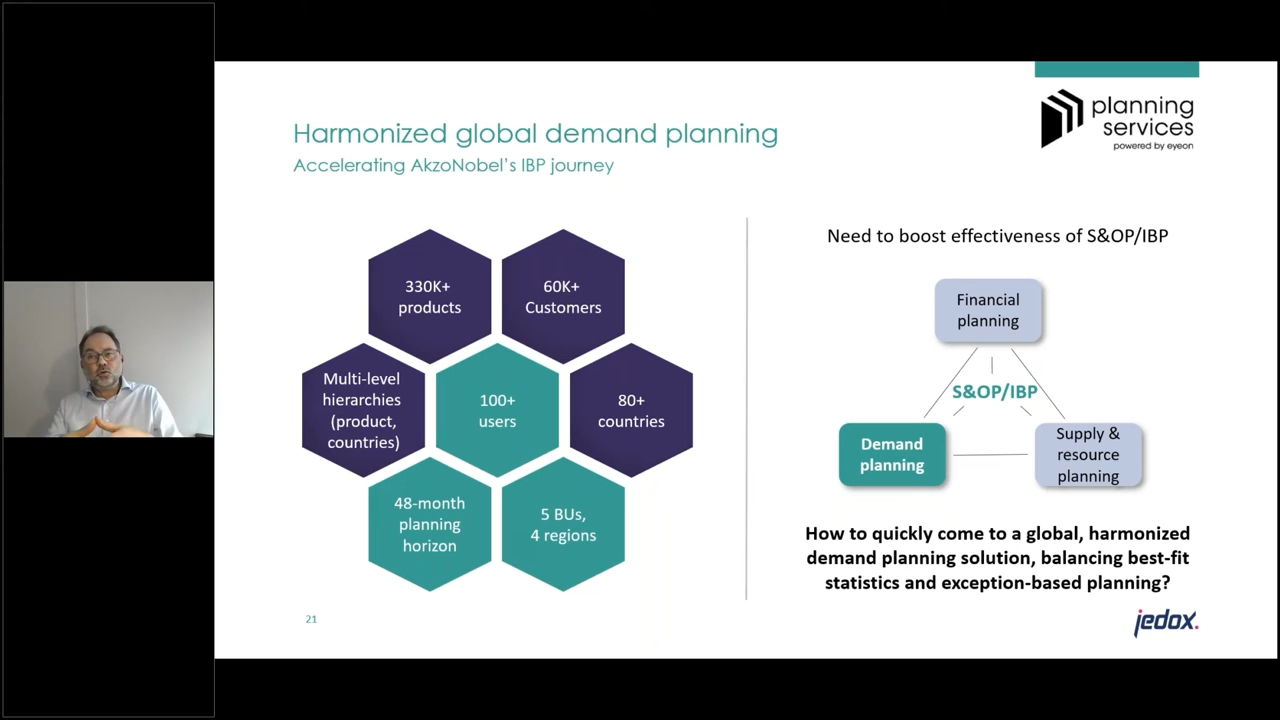 planning
services
powered by eyeon
Harmonized global demand planning
Accelerating AkzoNobel's IBP journey
330K+
products
60K+
Customers
Multi-level
hierarchies
(product,
countries)
100+
users
80+
countries
48-month
planning
horizon
5 BUs,
4 regions
Need to boost effectiveness of S&OP/IBP
Financial
planning
S&OP/IBP
Demand
planning
Supply &
resource
planning
How to quickly come to a global, harmonized
demand planning solution, balancing best-fit
statistics and exception-based planning?
21
jedox.